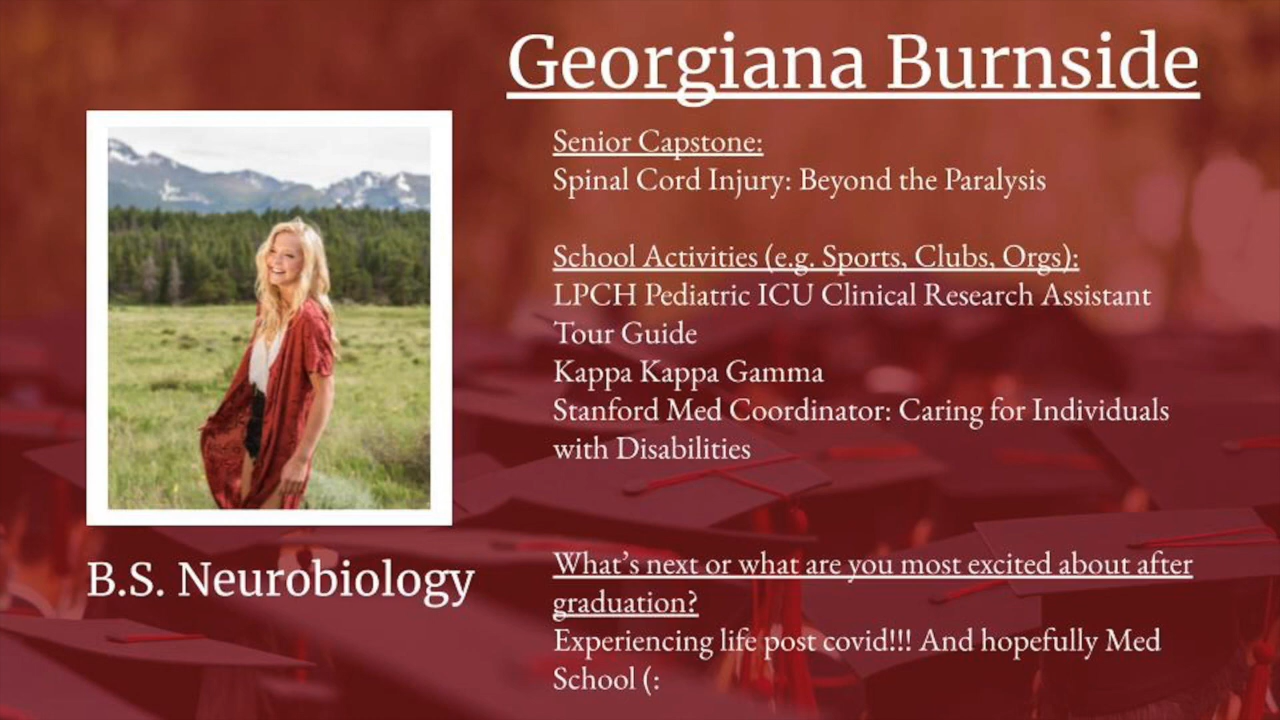 Georgiana Burnside
Senior Capstone:
Spinal Cord Injury: Beyond the Paralysis
School Activities (e.g. Sports, Clubs, Orgs):
LPCH Pediatric ICU Clinical Research Assistant
Tour Guide
Kappa Kappa Gamma
Stanford Med Coordinator: Caring for Individuals
with Disabilities
B.S. Neurobiology
What’s next or what are you most excited about after
graduation?
Experiencing life post covid!!! And hopefully Med
School (: